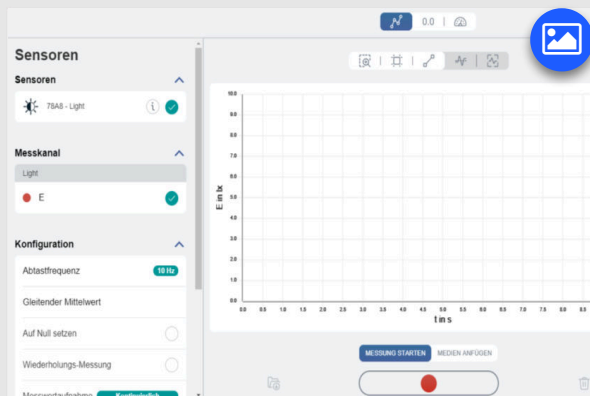 0.0
Sensoren
Sensoren
78A8 - Light
i
Messkanal
Light
E
Konfiguration
Abtastfrequenz 10 Hz
Gleitender Mittelwert
Auf Null setzen
Wiederholungs-Messung
Messwertaufnahme Kontinuierlich
E in lx
10.0
9.0
8.0
7.0
6.0
5.0
4.0
3.0
2.0
1.0
0.0
0.0 0.5 1.0 1.5 2.0 2.5 3.0 3.5 4.0 4.5 5.0 5.5 6.0 6.5 7.0 7.5 8.0 8.5
t in s
MESSUNG STARTEN MEDIEN ANFÜGEN